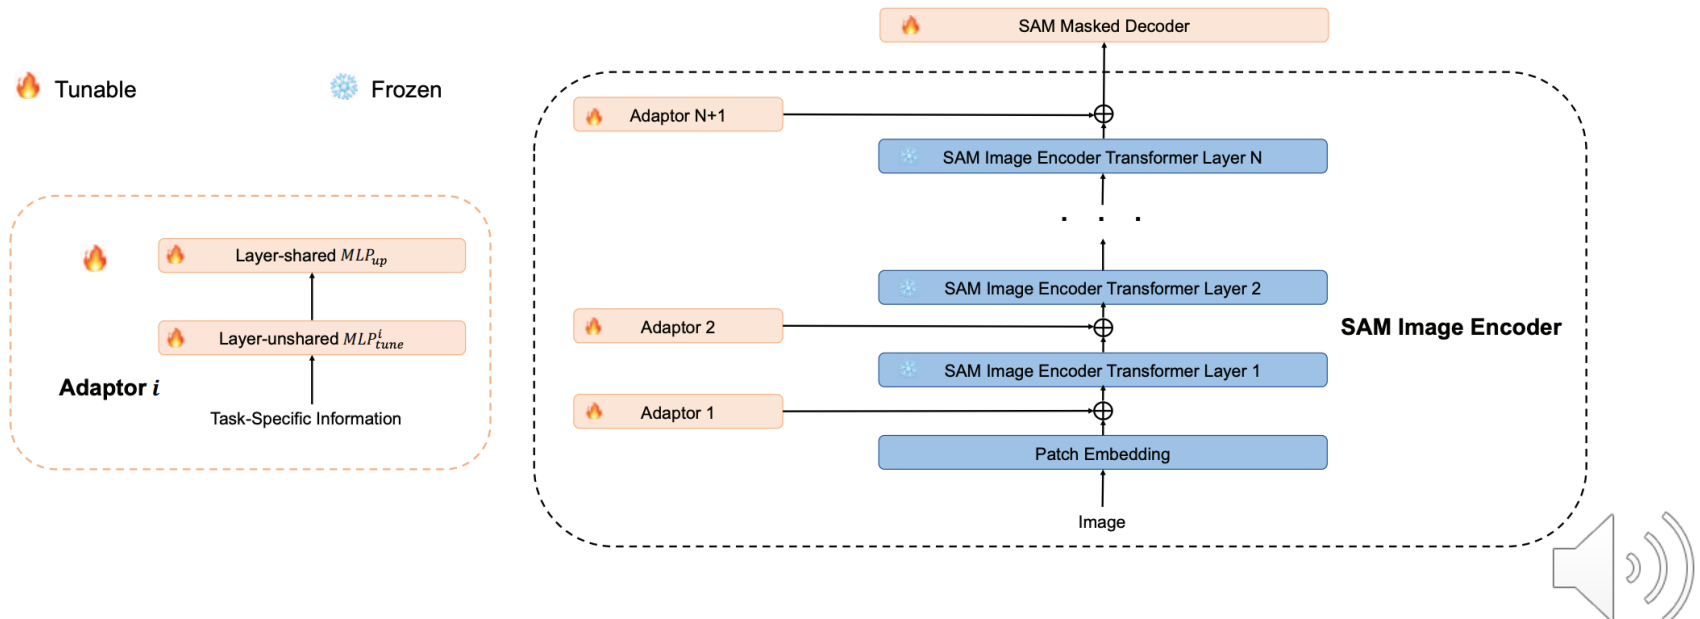 SAM Masked Decoder
Tunable
Frozen
Adaptor N+1
SAM Image Encoder Transformer Layer N
. . .
Layer-shared MLP_up
SAM Image Encoder Transformer Layer 2
Adaptor 2
SAM Image Encoder
Layer-unshared MLP^i_tune
SAM Image Encoder Transformer Layer 1
Adaptor i
Adaptor 1
Task-Specific Information
Patch Embedding
Image